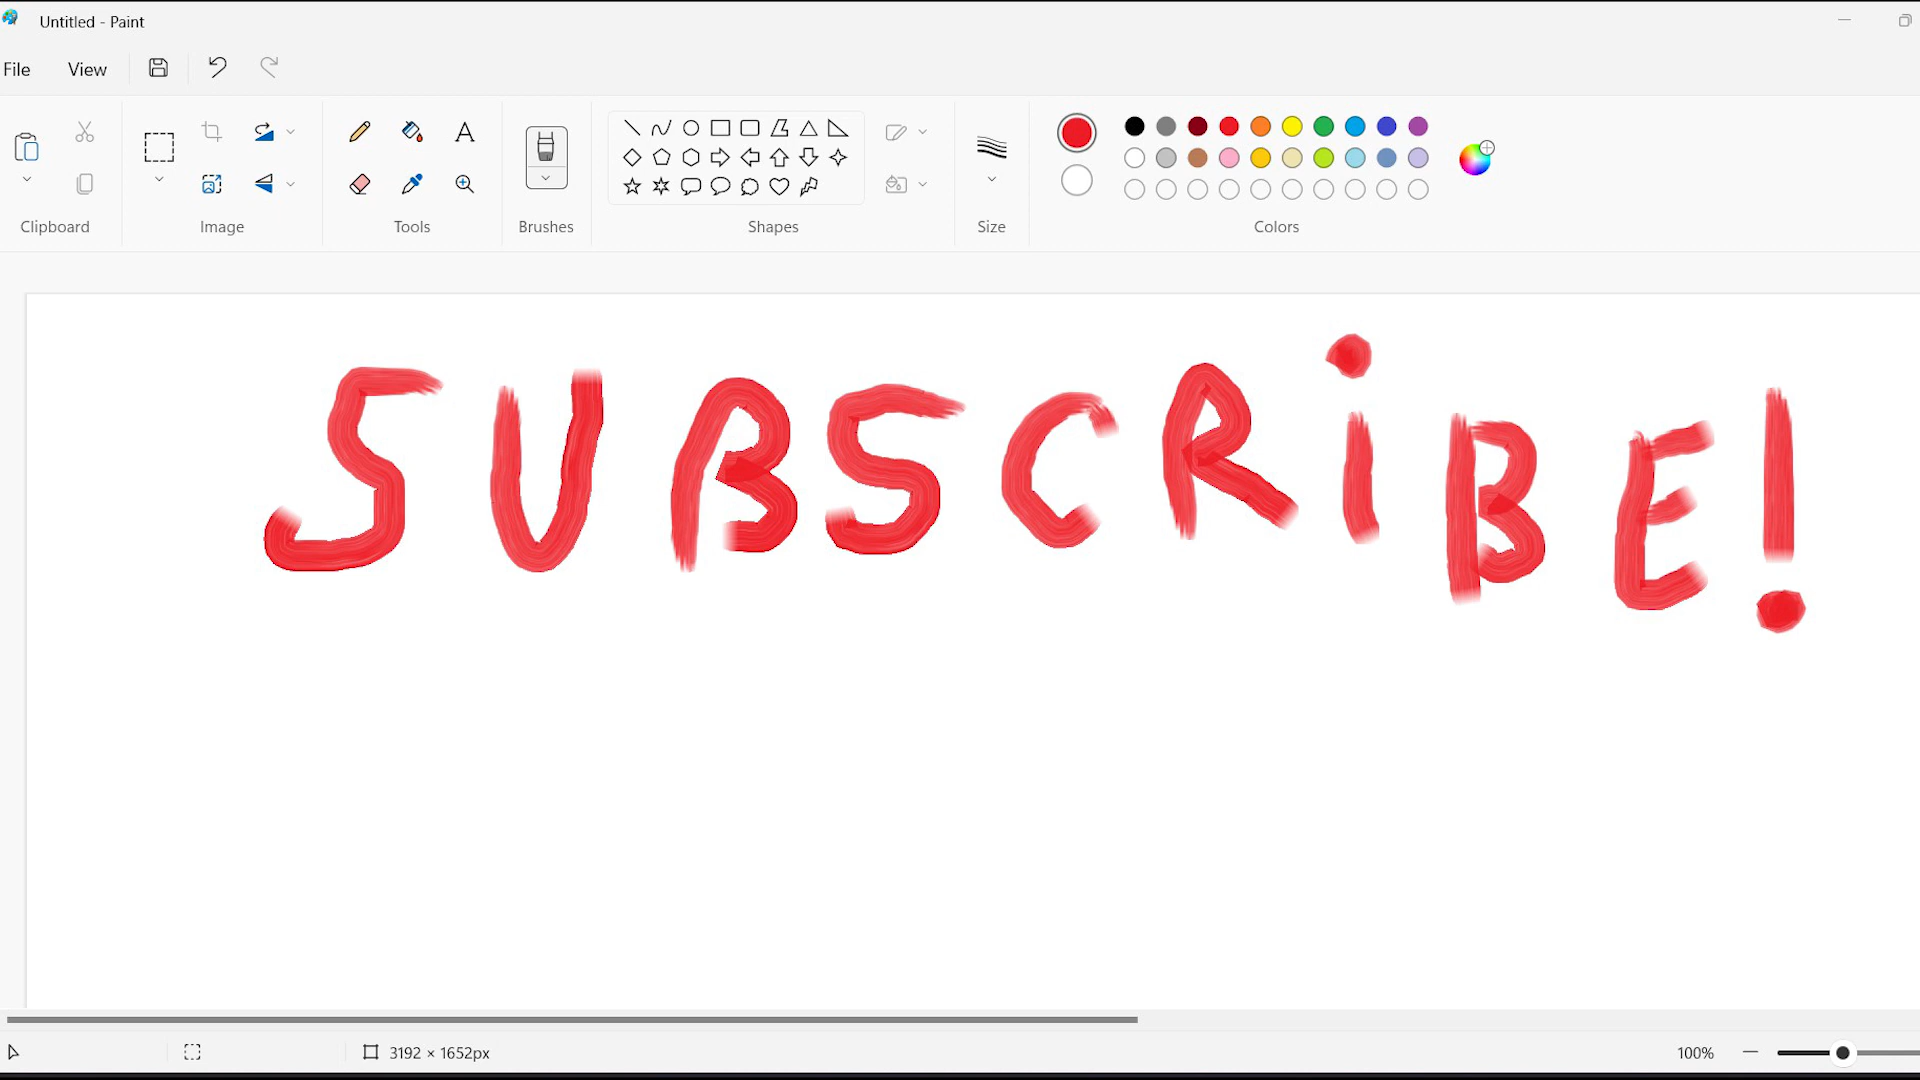 Untitled - Paint
File View
Clipboard Image Tools Brushes Shapes Size Colors
SUBSCRiBE!
3192 × 1652px 100%